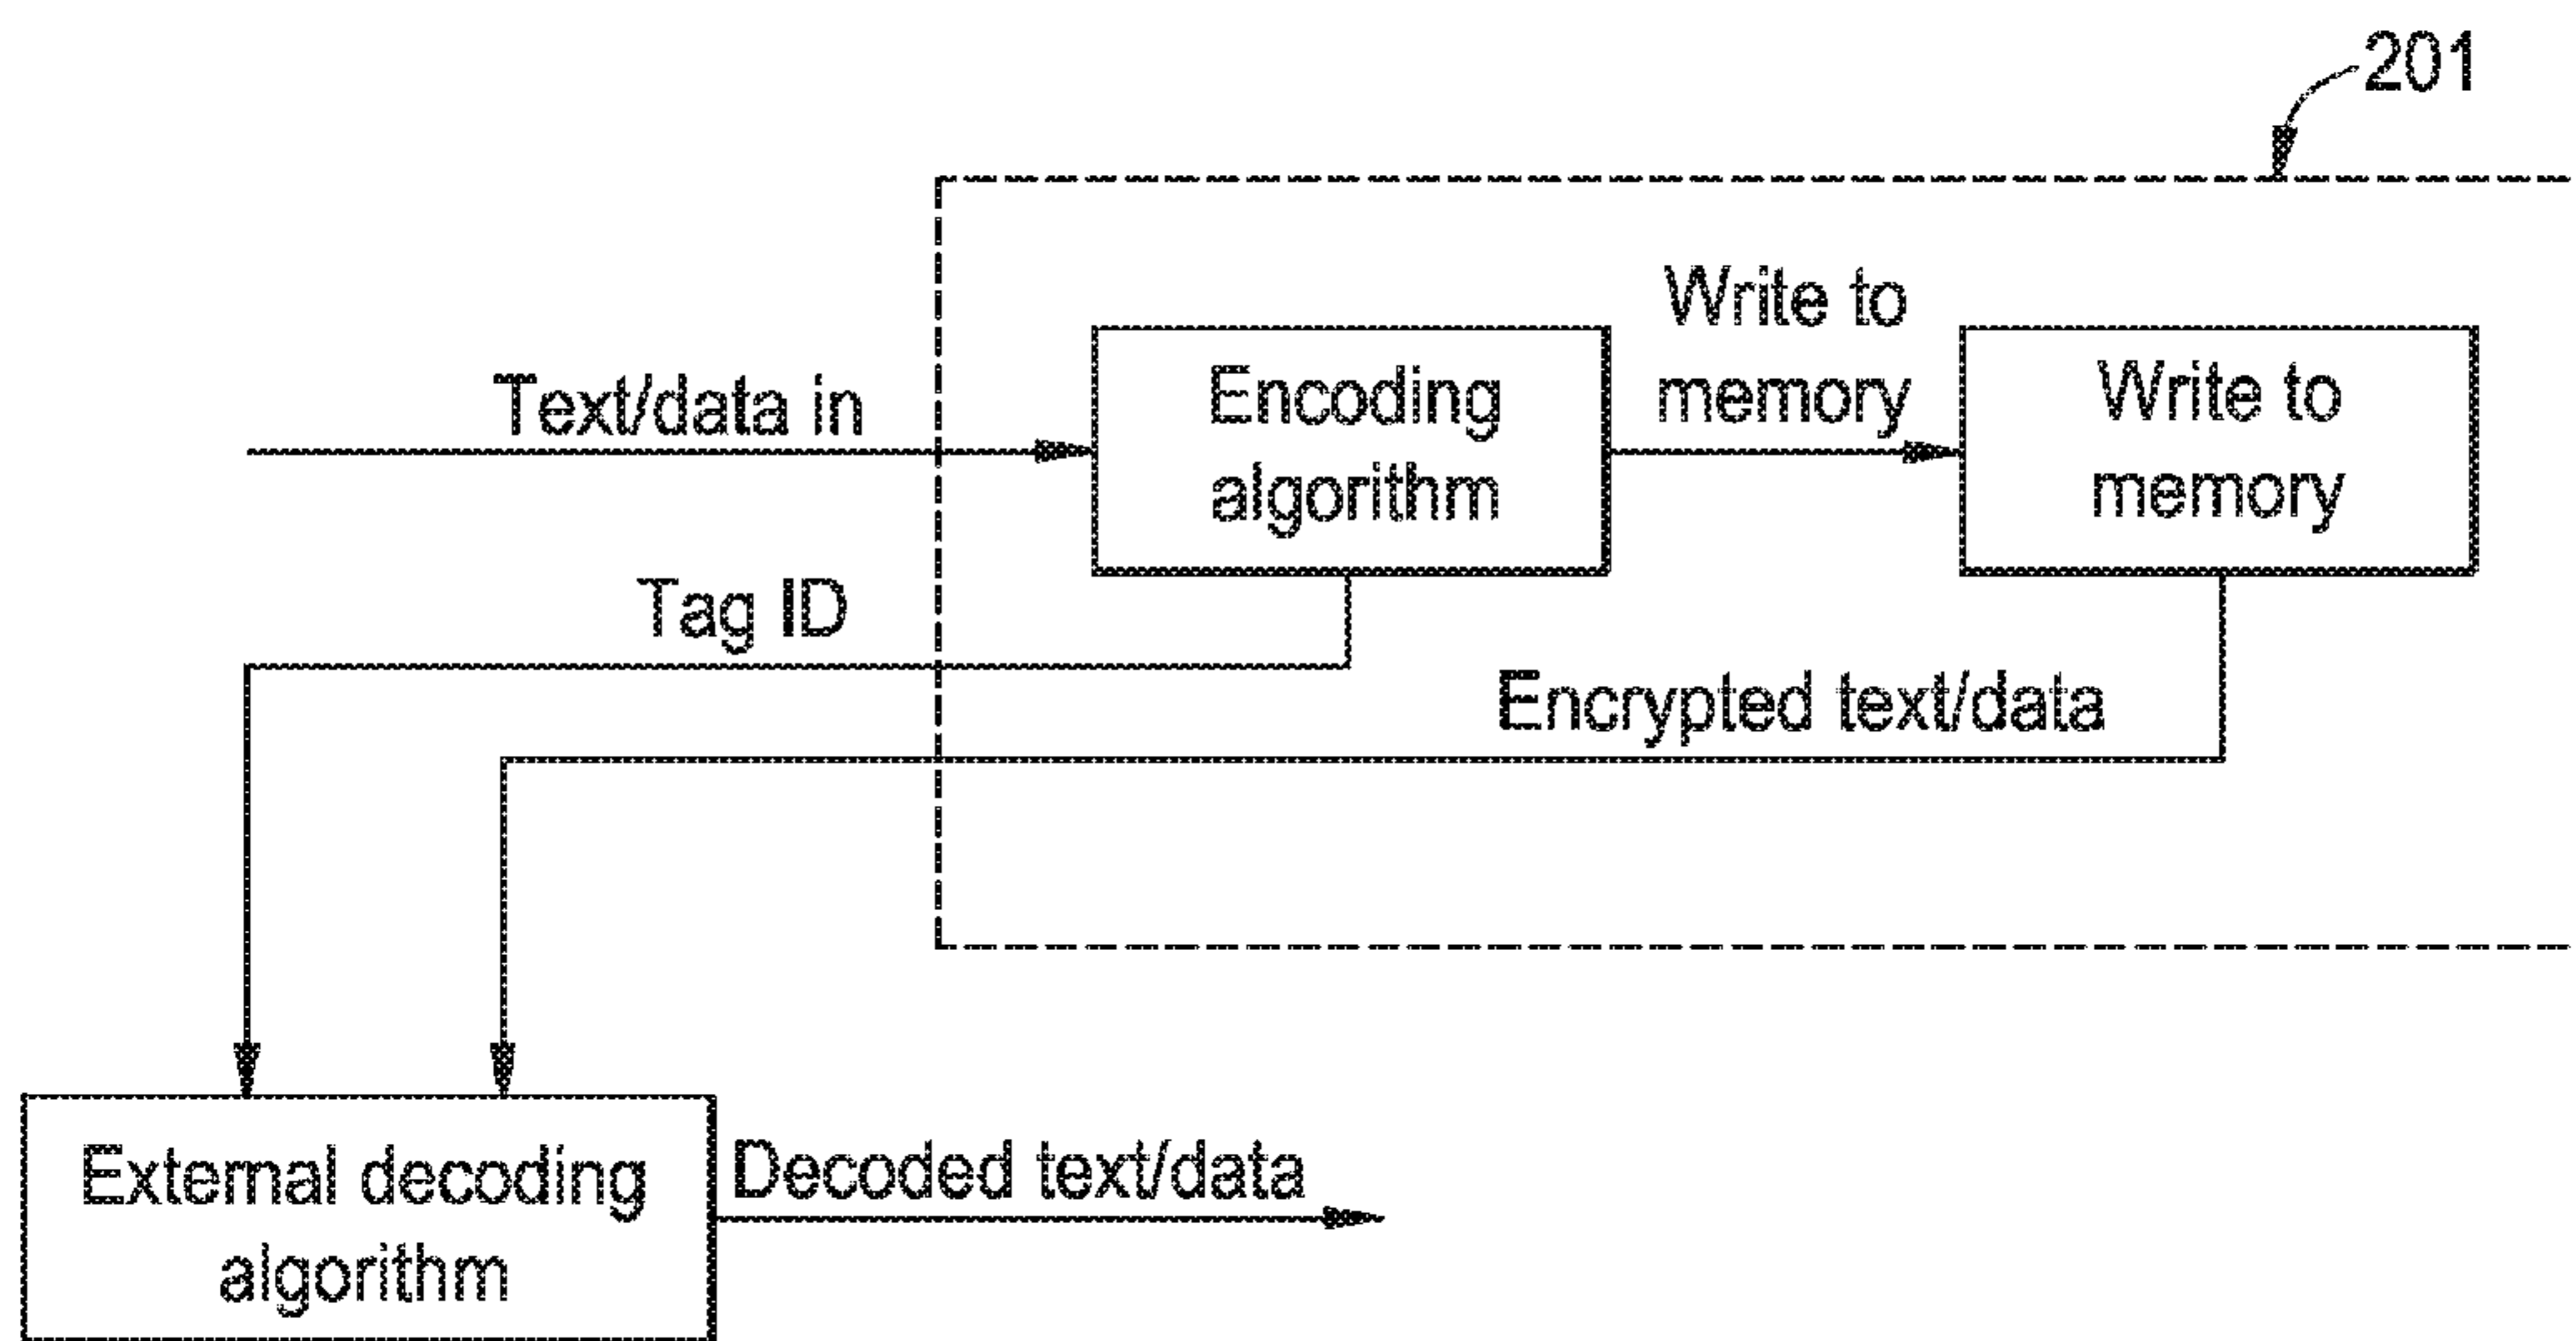 201
Write to
memory
Text/data in
Encoding
algorithm
Write to
memory
Tag ID
Encrypted text/data
External decoding
algorithm
Decoded text/data